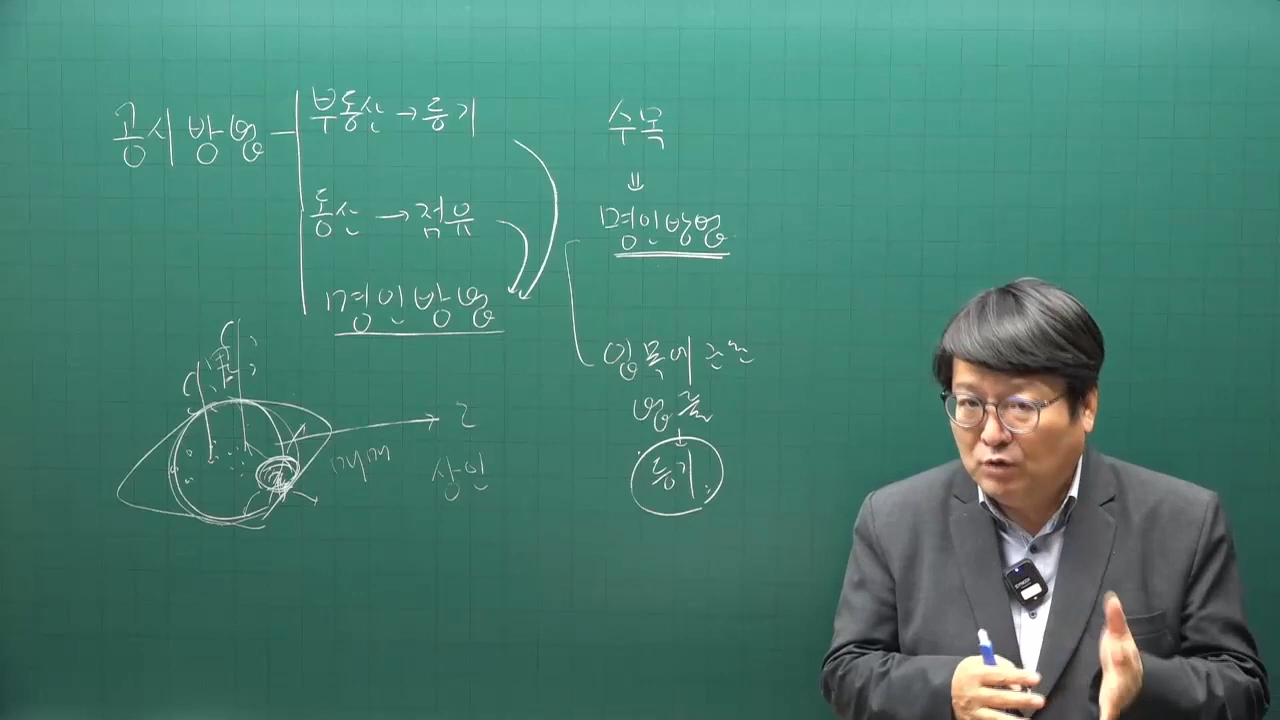 공시방법
부동산 → 등기
동산 → 점유
명인방법
수목
⇓
명인방법
입목에 관한
법률
↓
등기
매매
상인